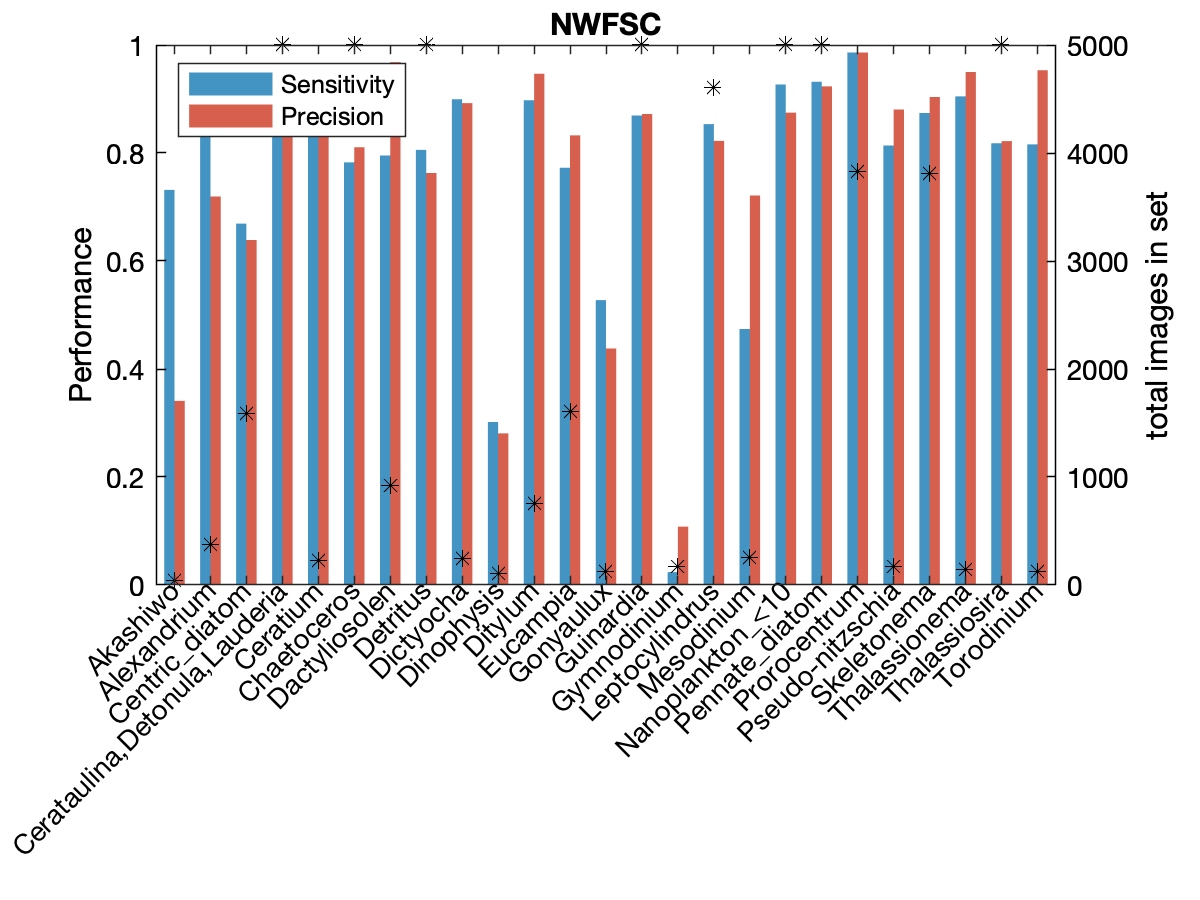 NWFSC
Sensitivity
Precision
Performance
0
0.2
0.4
0.6
0.8
1
total images in set
0
1000
2000
3000
4000
5000
Akashiwo
Alexandrium
Centric_diatom
Cerataulina, Detonula, Lauderia
Ceratium
Chaetoceros
Dactyliosolen
Detritus
Dictyocha
Dinophysis
Ditylum
Eucampia
Gonyaulux
Guinardia
Gymnodinium
Leptocylindrus
Mesodinium
Nanoplankton_<10
Pennate_diatom
Prorocentrum
Pseudo-nitzschia
Skeletonema
Thalassionema
Thalassiosira
Torodinium